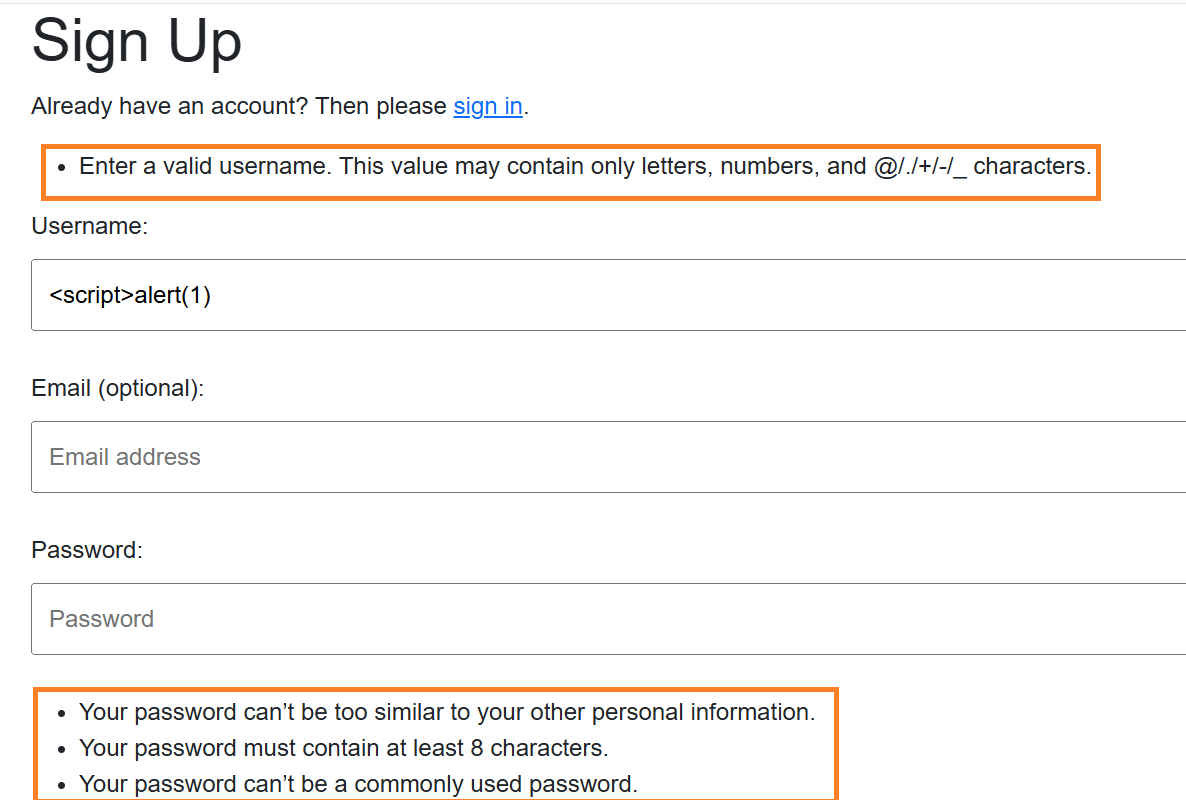 Sign Up
Already have an account? Then please sign in.
• Enter a valid username. This value may contain only letters, numbers, and @/./+/-/_ characters.
Username:
<script>alert(1)
Email (optional):
Email address
Password:
Password
• Your password can’t be too similar to your other personal information.
• Your password must contain at least 8 characters.
• Your password can’t be a commonly used password.